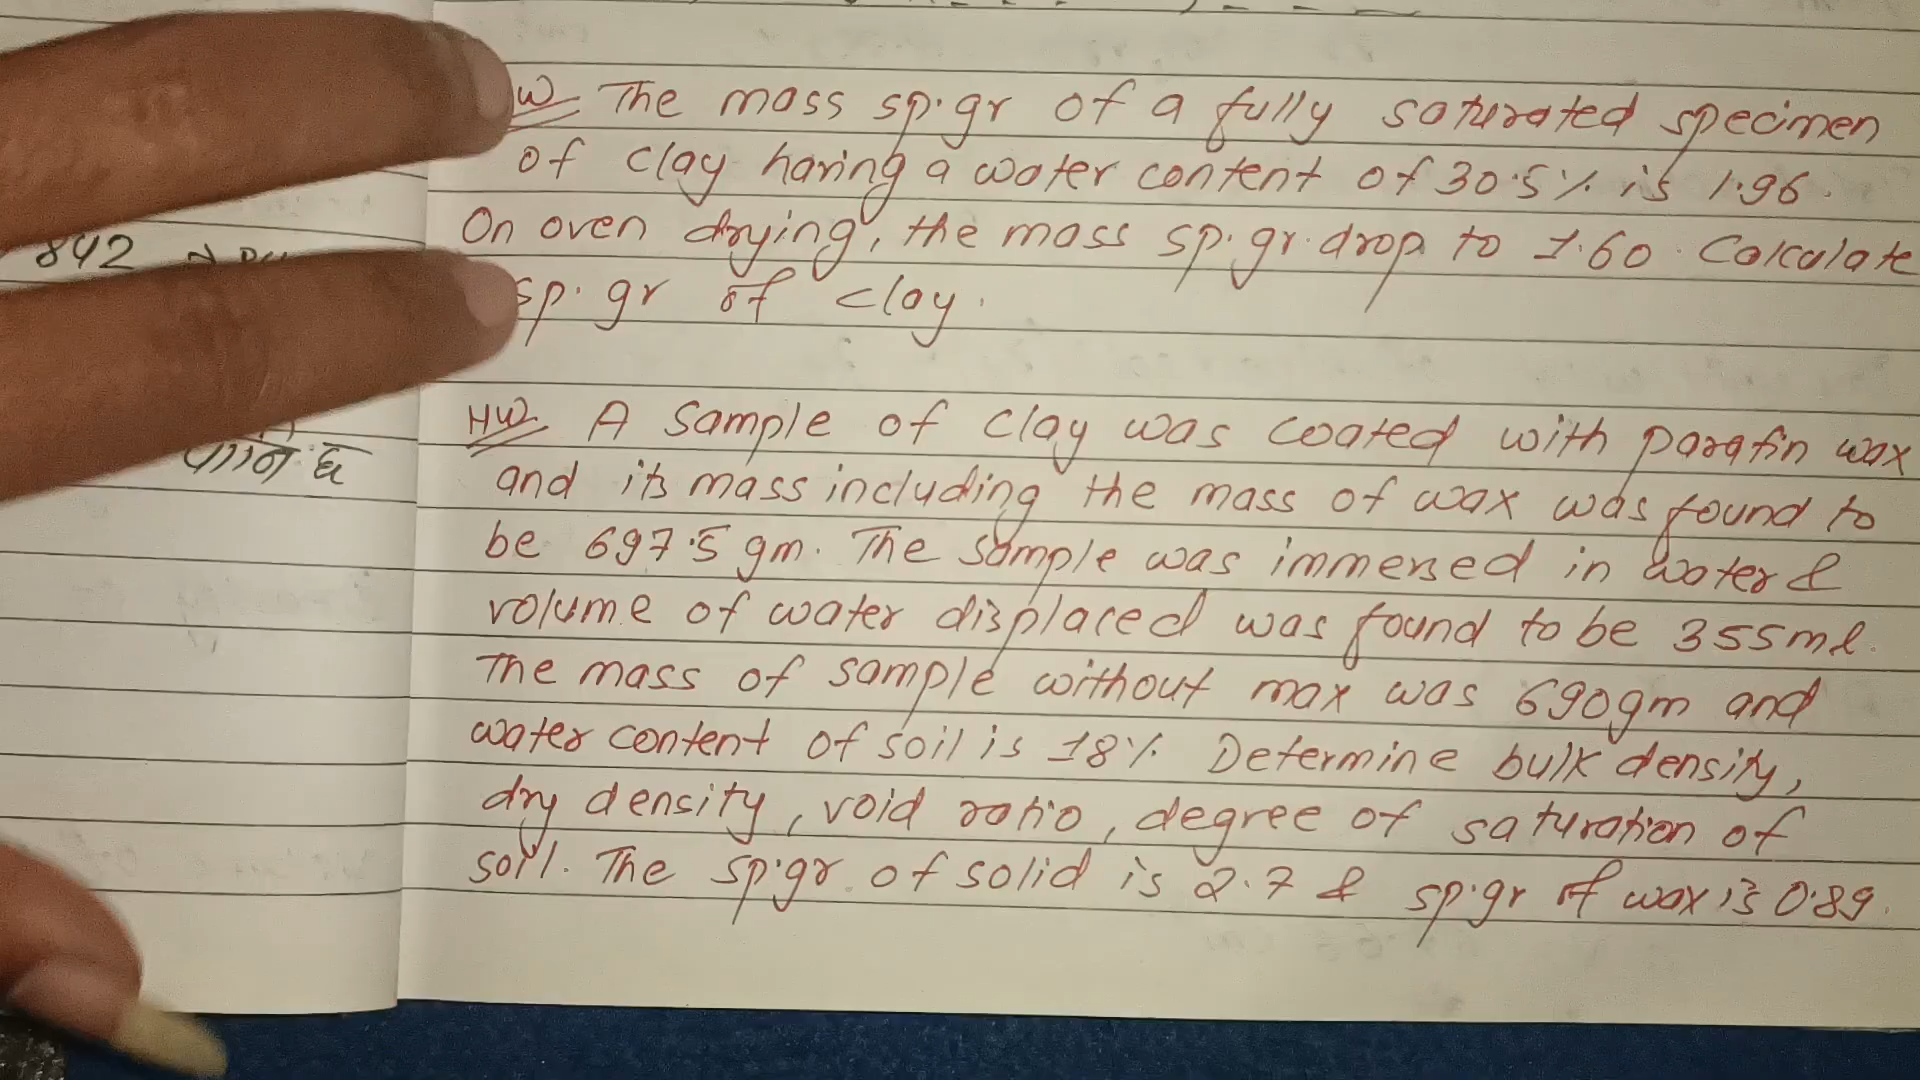 W The mass sp.gr of a fully saturated specimen
of clay having a water content of 30.5% is 1.96.
On oven drying, the mass sp.gr. drop to 1.60. Calculate
sp.gr of clay.
842
HW A Sample of clay was coated with parafin wax
and its mass including the mass of wax was found to
be 697.5 gm. The sample was immersed in water &
volume of water displaced was found to be 355ml.
The mass of sample without max was 690gm and
water content of soil is 18%. Determine bulk density,
dry density, void ratio, degree of saturation of
soil. The sp.gr. of solid is 2.7 & sp.gr of wax is 0.89.